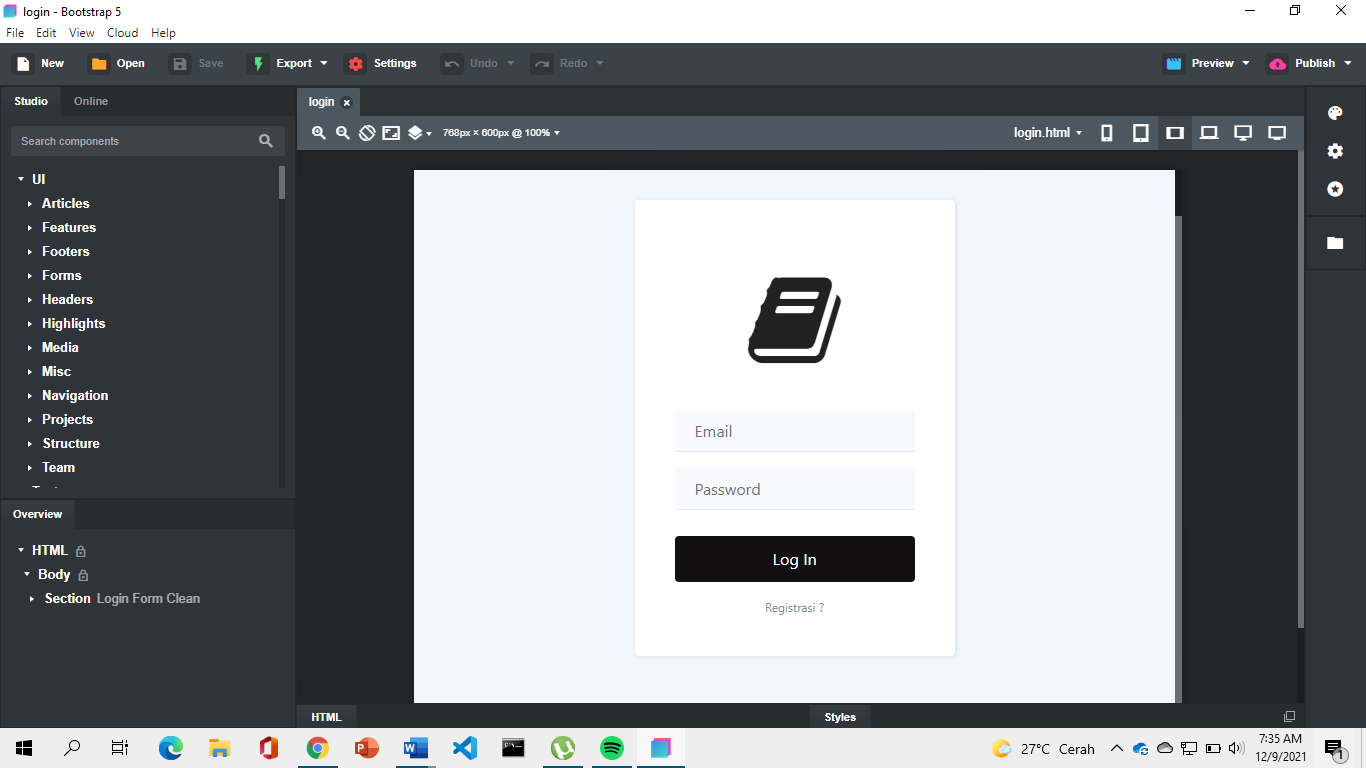 login - Bootstrap 5
File Edit View Cloud Help
New Open Save Export Settings Undo Redo Preview Publish
Studio Online
login
Search components
768px × 600px @ 100%
login.html
UI
Articles
Features
Footers
Forms
Headers
Highlights
Media
Misc
Navigation
Projects
Structure
Team
Overview
HTML
Body
Section Login Form Clean
Email
Password
Log In
Registrasi ?
HTML
Styles
27°C Cerah
7:35 AM
12/9/2021
1